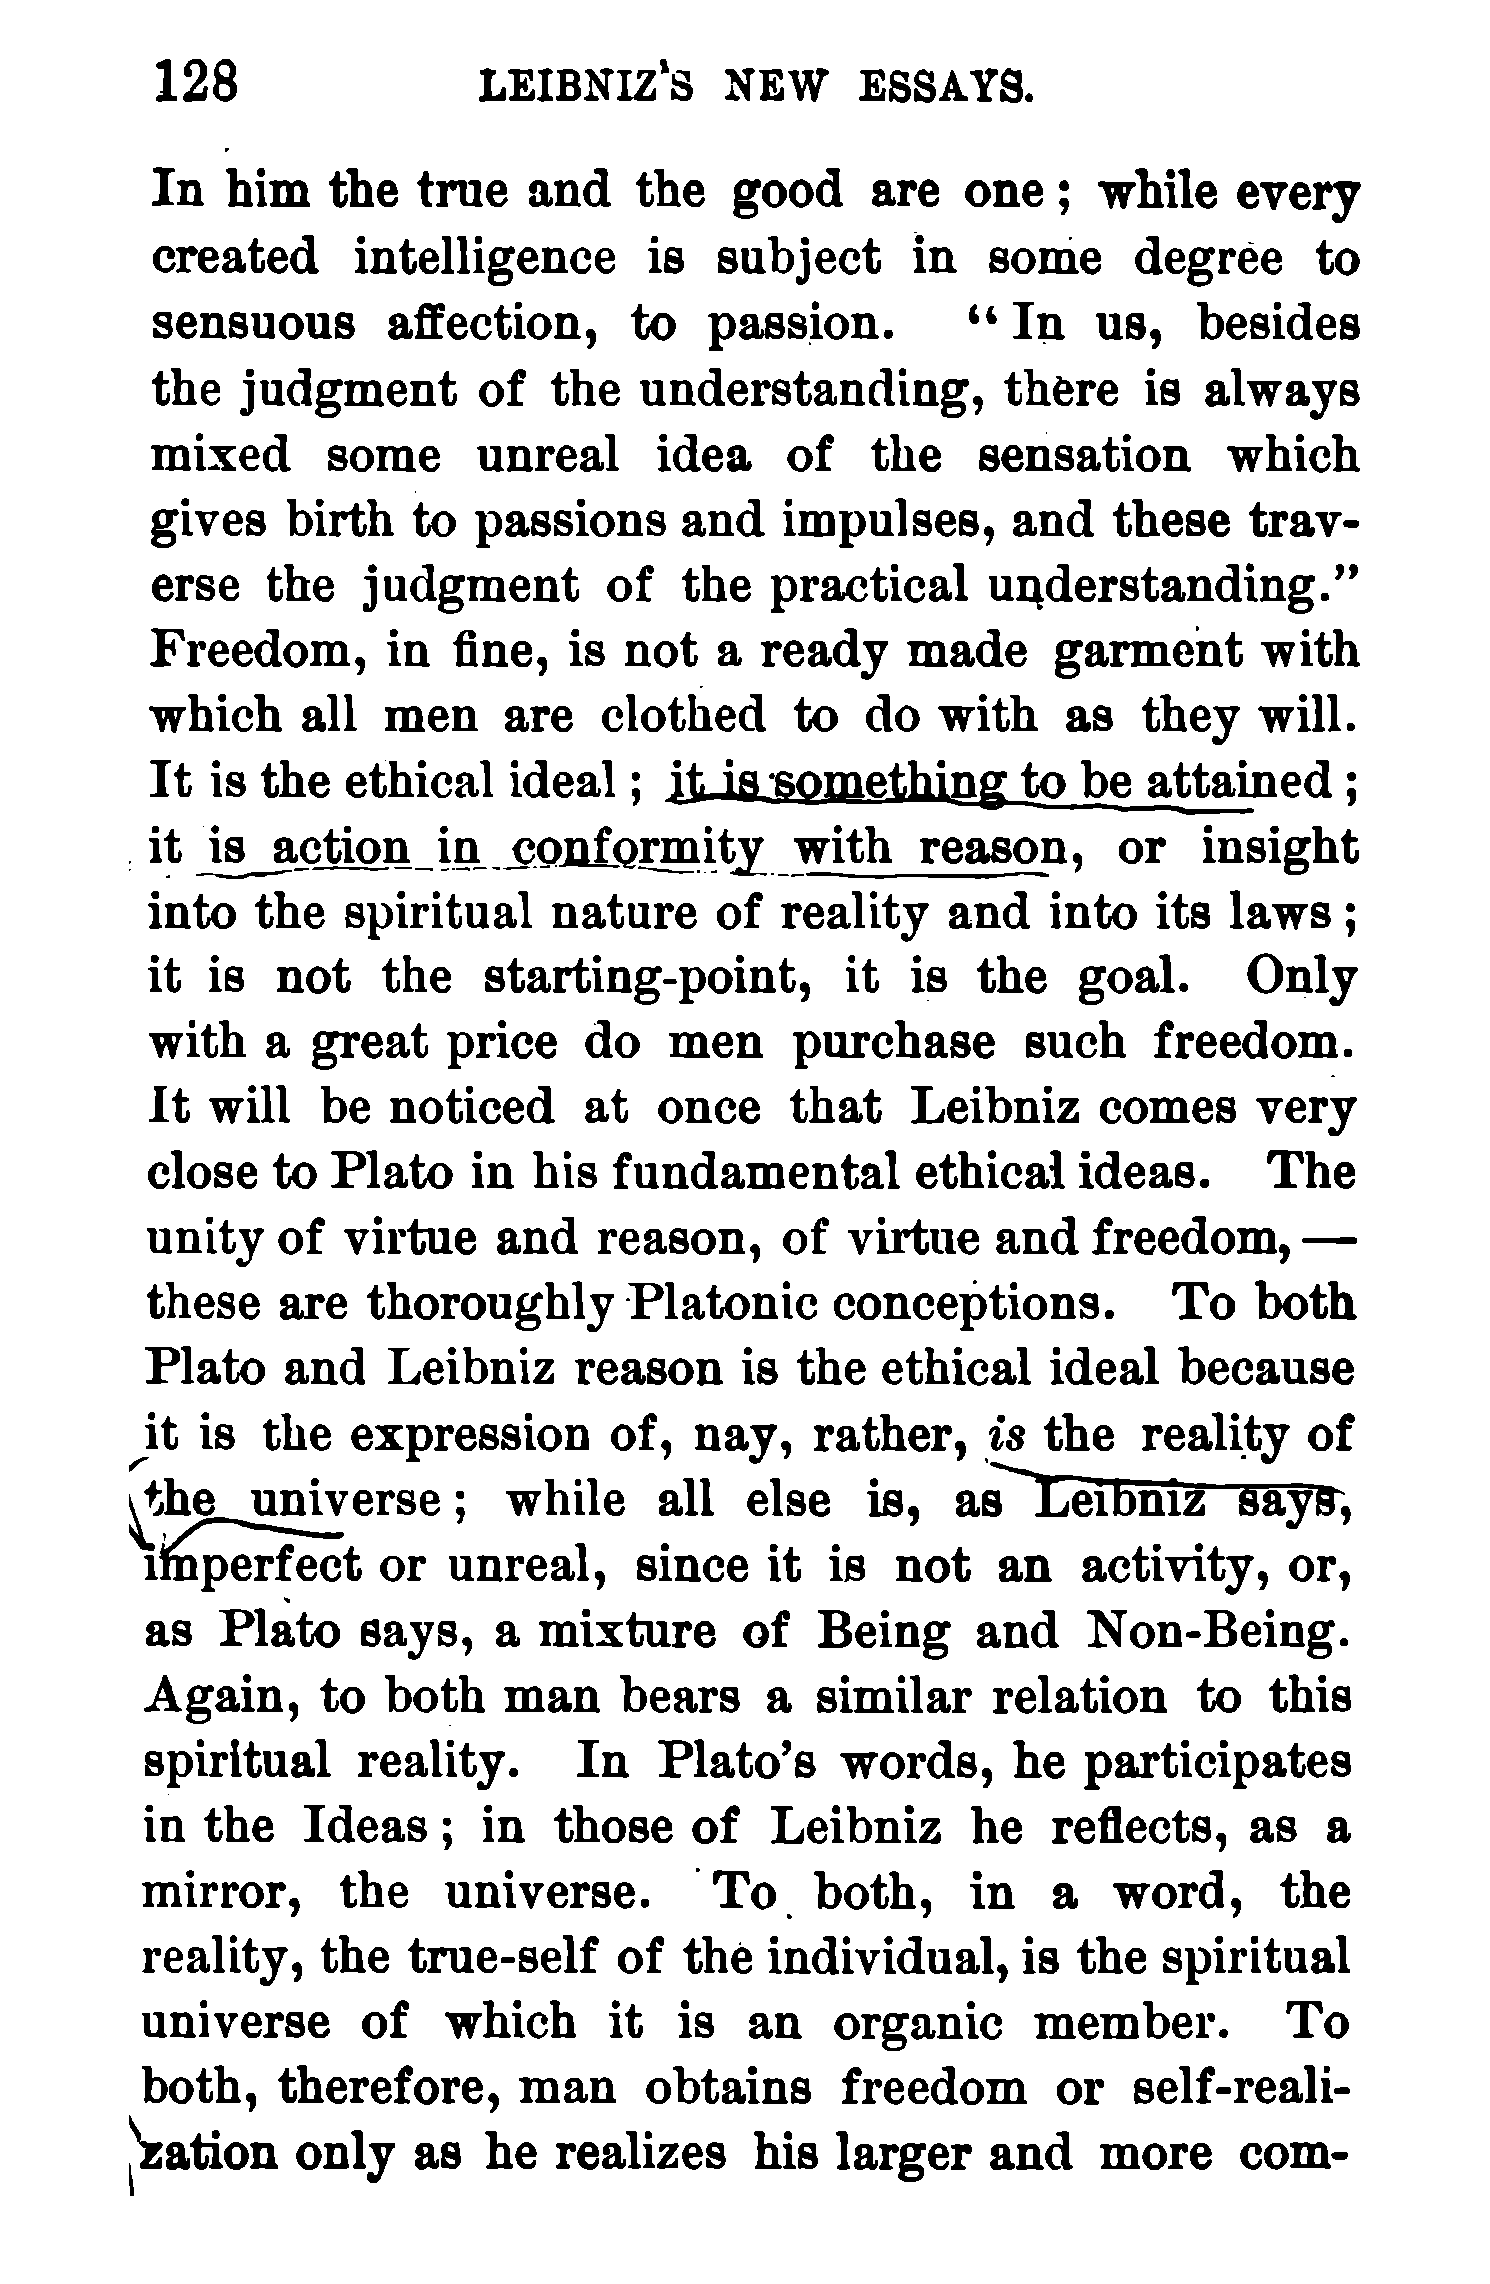 128 LEIBNIZ'S NEW ESSAYS.
In him the true and the good are one; while every
created intelligence is subject in some degree to
sensuous affection, to passion. "In us, besides
the judgment of the understanding, there is always
mixed some unreal idea of the sensation which
gives birth to passions and impulses, and these trav-
erse the judgment of the practical understanding."
Freedom, in fine, is not a ready made garment with
which all men are clothed to do with as they will.
It is the ethical ideal; it is something to be attained;
it is action in conformity with reason, or insight
into the spiritual nature of reality and into its laws;
it is not the starting-point, it is the goal. Only
with a great price do men purchase such freedom.
It will be noticed at once that Leibniz comes very
close to Plato in his fundamental ethical ideas. The
unity of virtue and reason, of virtue and freedom,—
these are thoroughly Platonic conceptions. To both
Plato and Leibniz reason is the ethical ideal because
it is the expression of, nay, rather, is the reality of
the universe; while all else is, as Leibniz says,
imperfect or unreal, since it is not an activity, or,
as Plato says, a mixture of Being and Non-Being.
Again, to both man bears a similar relation to this
spiritual reality. In Plato's words, he participates
in the Ideas; in those of Leibniz he reflects, as a
mirror, the universe. To both, in a word, the
reality, the true-self of the individual, is the spiritual
universe of which it is an organic member. To
both, therefore, man obtains freedom or self-reali-
zation only as he realizes his larger and more com-